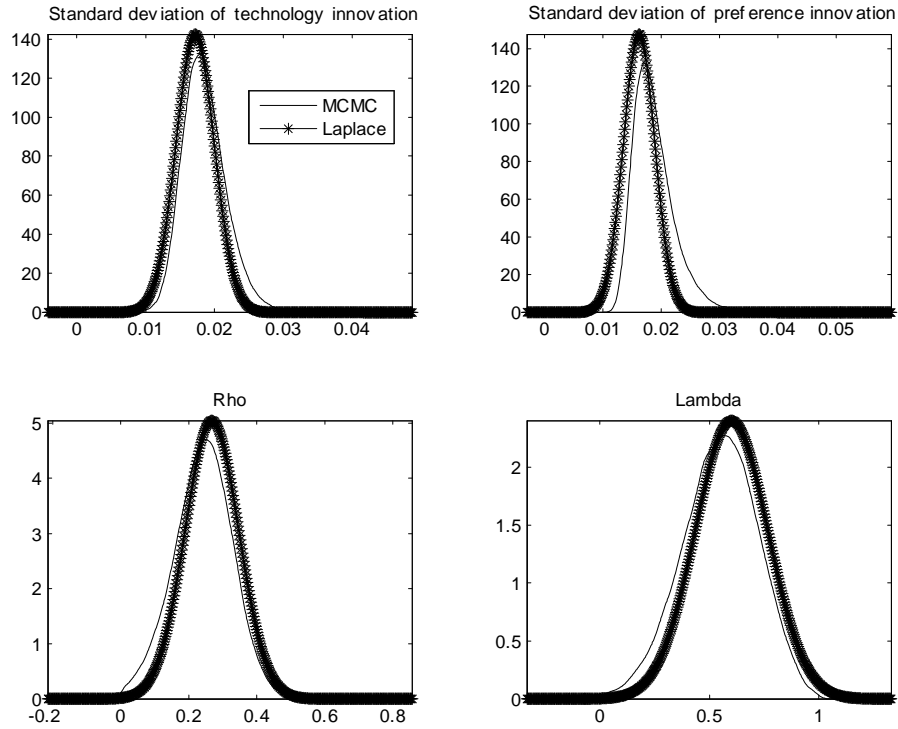 Standard deviation of technology innovation
140
120
100
80
60
40
20
0
0 0.01 0.02 0.03 0.04
MCMC
Laplace
Standard deviation of preference innovation
140
120
100
80
60
40
20
0
0 0.01 0.02 0.03 0.04 0.05
Rho
5
4
3
2
1
0
-0.2 0 0.2 0.4 0.6 0.8
Lambda
2
1.5
1
0.5
0
0 0.5 1